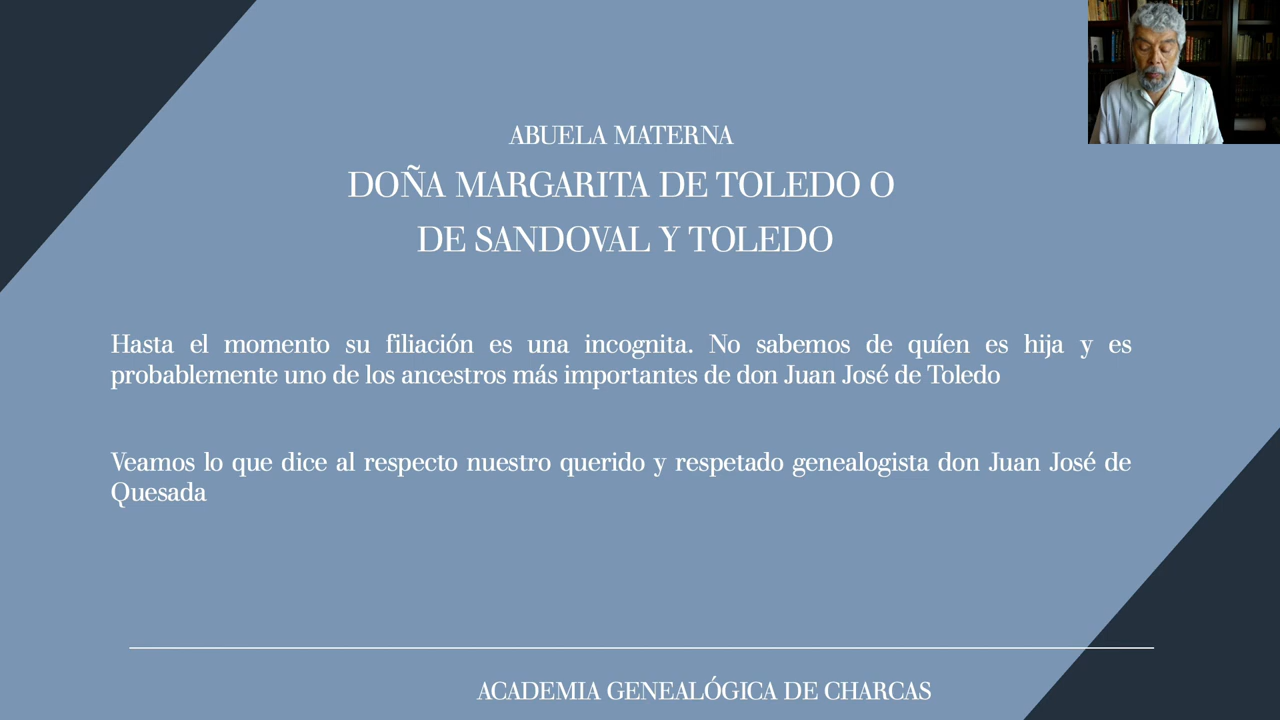 ABUELA MATERNA
DOÑA MARGARITA DE TOLEDO O
DE SANDOVAL Y TOLEDO
Hasta el momento su filiación es una incognita. No sabemos de quíen es hija y es
probablemente uno de los ancestros más importantes de don Juan José de Toledo
Veamos lo que dice al respecto nuestro querido y respetado genealogista don Juan José de
Quesada
ACADEMIA GENEALÓGICA DE CHARCAS